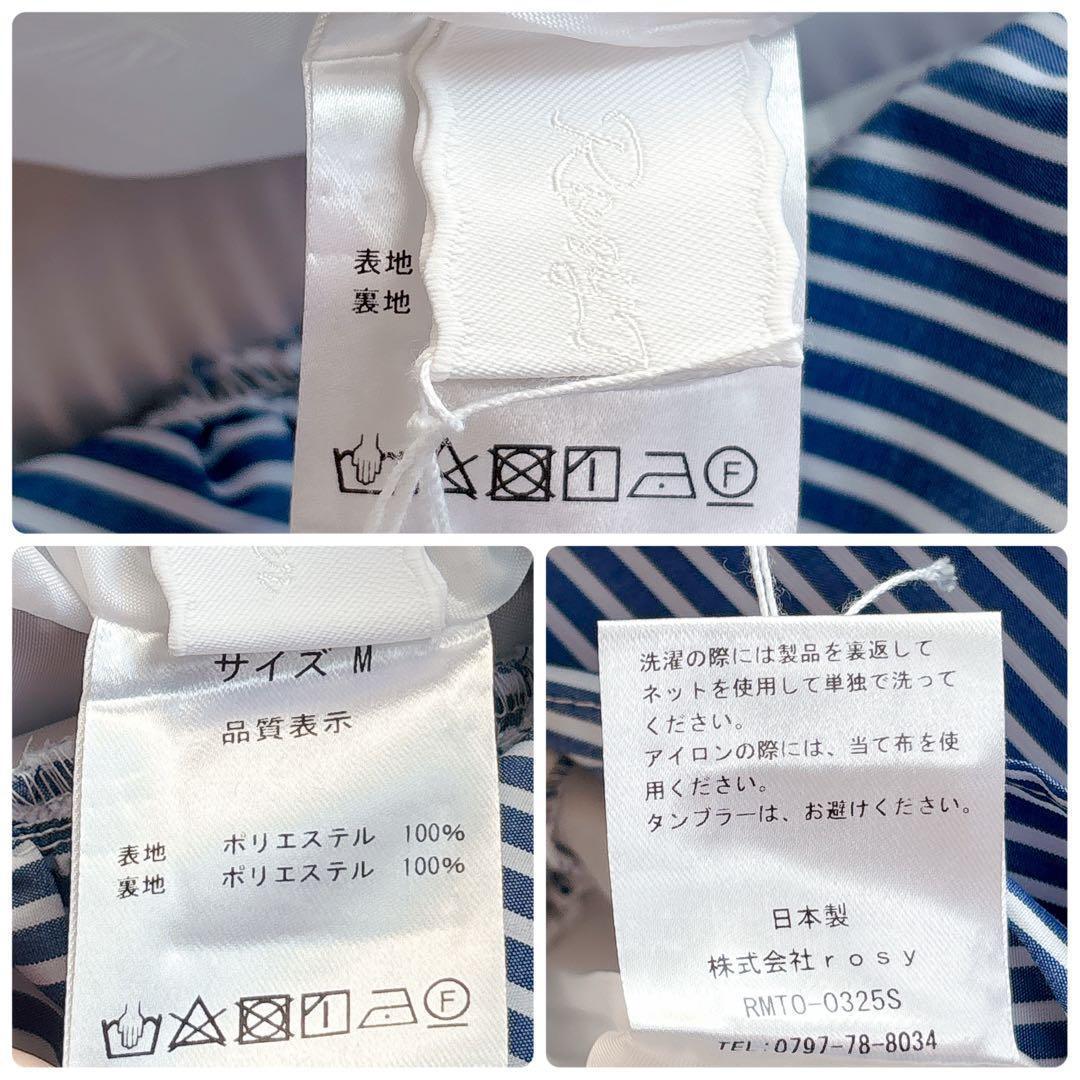 表地
裏地
サイズ M
品質表示
表地 ポリエステル 100%
裏地 ポリエステル 100%
洗濯の際には製品を裏返して
ネットを使用して単独で洗って
ください。
アイロンの際には、当て布を使
用ください。
タンブラーは、お避けください。
日本製
株式会社rosy
RMTO-0325S
TEL:0797-78-8034
F
F